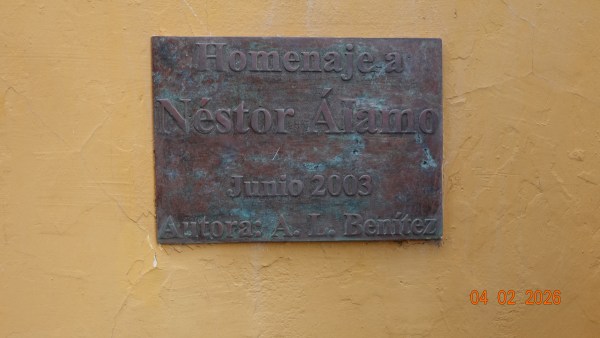 Homenaje a
Néstor Álamo
Junio 2003
Autora: A. L. Benítez
04 02 2026